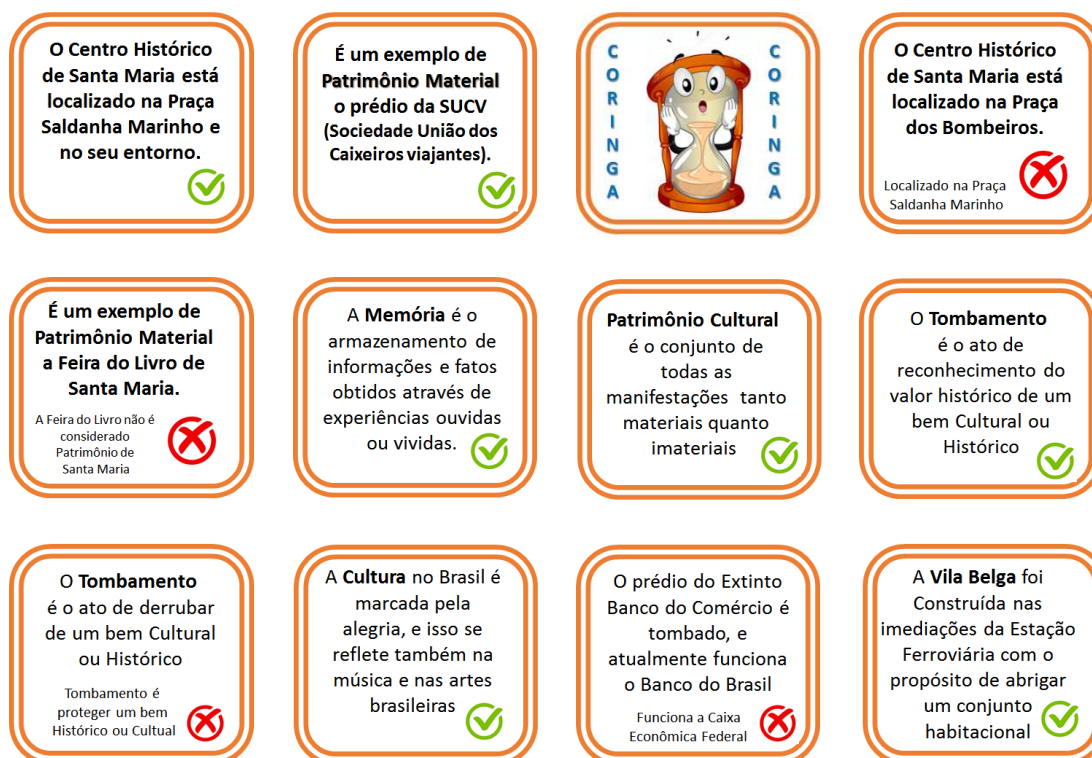 O Centro Histórico
de Santa Maria está
localizado na Praça
Saldanha Marinho e
no seu entorno.
É um exemplo de
Patrimônio Material
o prédio da SUCV
(Sociedade União dos
Caixeiros viajantes).
CORINGA
CORINGA
O Centro Histórico
de Santa Maria está
localizado na Praça
dos Bombeiros.
Localizado na Praça
Saldanha Marinho
É um exemplo de
Patrimônio Material
a Feira do Livro de
Santa Maria.
A Feira do Livro não é
considerado
Patrimônio de
Santa Maria
A Memória é o
armazenamento de
informações e fatos
obtidos através de
experiências ouvidas
ou vividas.
Patrimônio Cultural
é o conjunto de
todas as
manifestações tanto
materiais quanto
imateriais
O Tombamento
é o ato de
reconhecimento do
valor histórico de um
bem Cultural ou
Histórico
O Tombamento
é o ato de derrubar
de um bem Cultural
ou Histórico
Tombamento é
proteger um bem
Histórico ou Cultual
A Cultura no Brasil é
marcada pela
alegria, e isso se
reflete também na
música e nas artes
brasileiras
O prédio do Extinto
Banco do Comércio é
tombado, e
atualmente funciona
o Banco do Brasil
Funciona a Caixa
Econômica Federal
A Vila Belga foi
Construída nas
imediações da Estação
Ferroviária com o
propósito de abrigar
um conjunto
habitacional